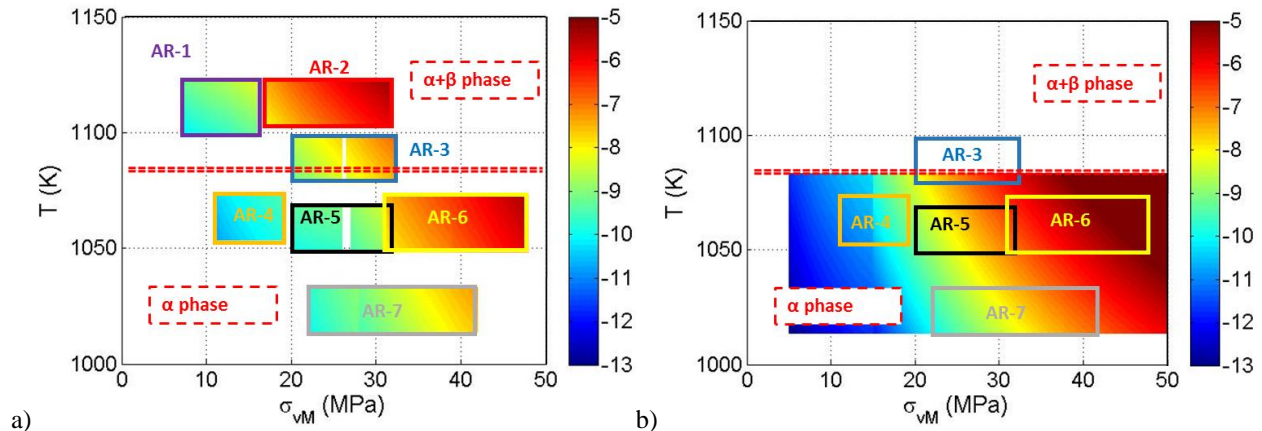 1150
AR-1
AR-2
α+β phase
1100
AR-3
T (K)
AR-4
AR-5
AR-6
1050
α phase
AR-7
1000
0 10 20 30 40 50
σvM (MPa)
-5
-6
-7
-8
-9
-10
-11
-12
-13
a)
1150
α+β phase
1100
AR-3
T (K)
AR-4
AR-5
AR-6
1050
α phase
AR-7
1000
0 10 20 30 40 50
σvM (MPa)
-5
-6
-7
-8
-9
-10
-11
-12
-13
b)